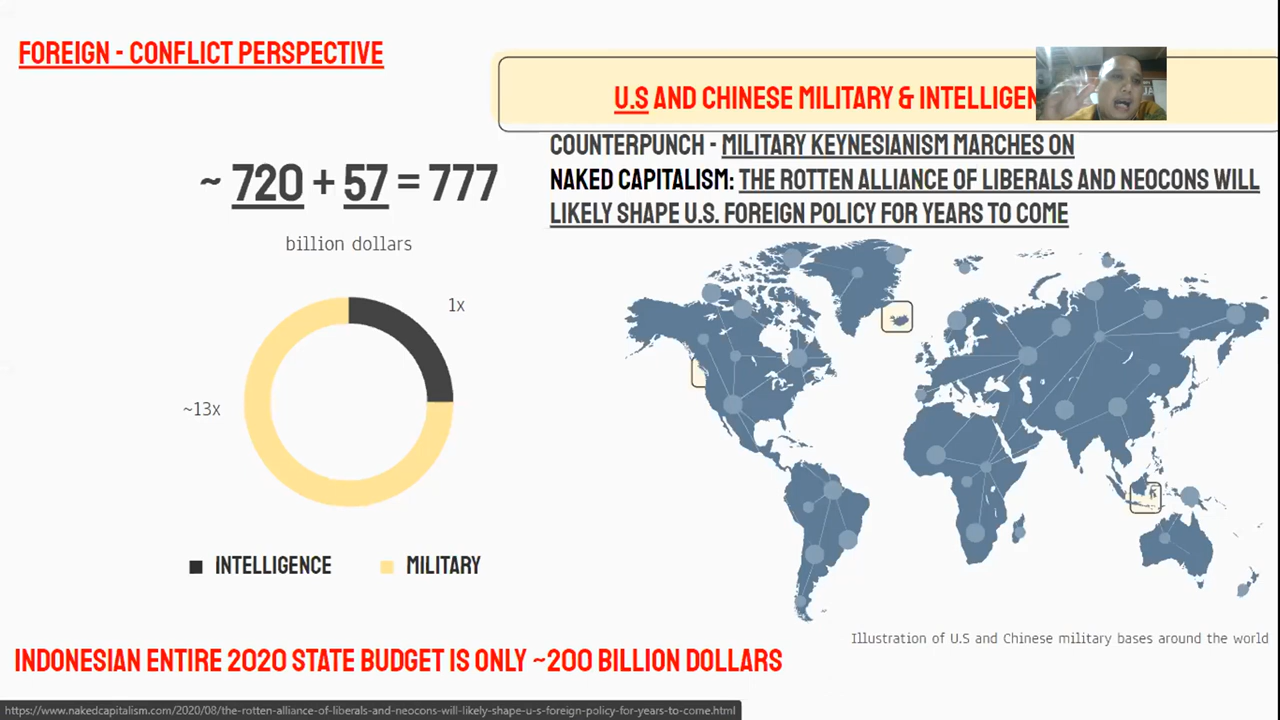 FOREIGN - CONFLICT PERSPECTIVE
U.S AND CHINESE MILITARY &
COUNTERPUNCH - MILITARY KEYNESIANISM MARCHES ON
NAKED CAPITALISM: THE ROTTEN ALLIANCE OF LIBERALS AND NEOCONS WILL
LIKELY SHAPE U.S. FOREIGN POLICY FOR YEARS TO COME
~ 720 + 57 = 777
billion dollars
1x
~13x
INTELLIGENCE
MILITARY
Illustration of U.S and Chinese military bases around the world
INDONESIAN ENTIRE 2020 STATE BUDGET IS ONLY ~200 BILLION DOLLARS
https://www.nakedcapitalism.com/2020/08/the-rotten-alliance-of-liberals-and-neocons-will-likely-shape-u-s-foreign-policy-for-years-to-come.html